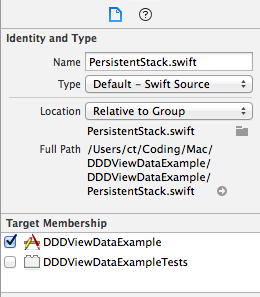 Identity and Type
Name PersistentStack.swift
Type Default - Swift Source
Location Relative to Group
PersistentStack.swift
Full Path /Users/ct/Coding/Mac/
DDDViewDataExample/
DDDViewDataExample/
PersistentStack.swift
Target Membership
DDDViewDataExample
DDDViewDataExampleTests